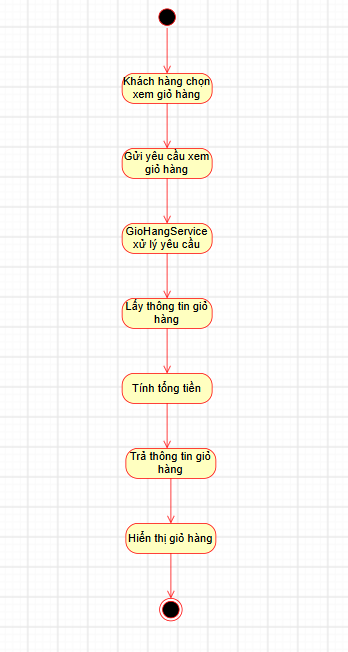 Khách hàng chọn
xem giỏ hàng
Gửi yêu cầu xem
giỏ hàng
GioHangService
xử lý yêu cầu
Lấy thông tin giỏ
hàng
Tính tổng tiền
Trả thông tin giỏ
hàng
Hiển thị giỏ hàng